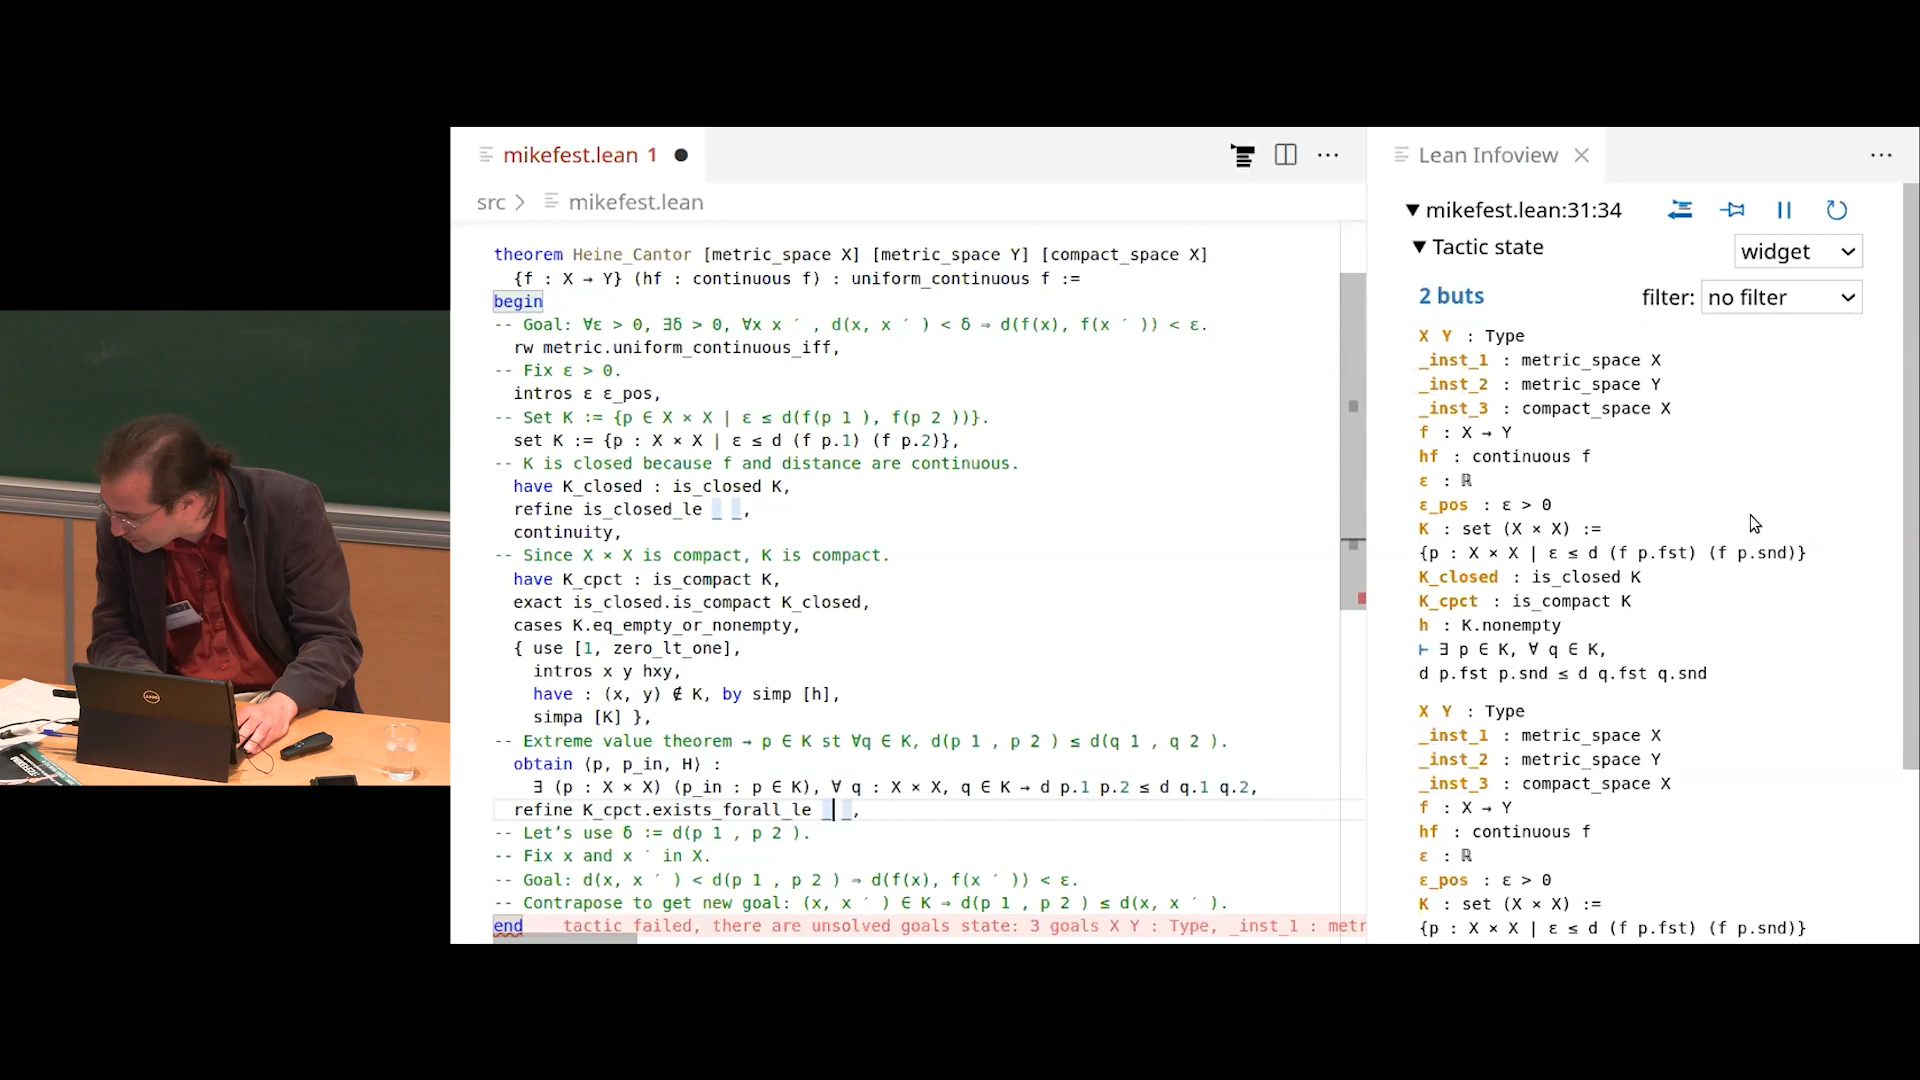 mikefest.lean 1
src > mikefest.lean
theorem Heine_Cantor [metric_space X] [metric_space Y] [compact_space X]
{f : X → Y} (hf : continuous f) : uniform_continuous f :=
begin
-- Goal: ∀ε > 0, ∃δ > 0, ∀x x ′ , d(x, x ′ ) < δ ⇒ d(f(x), f(x ′ )) < ε.
rw metric.uniform_continuous_iff,
-- Fix ε > 0.
intros ε ε_pos,
-- Set K := {p ∈ X × X | ε ≤ d(f(p 1 ), f(p 2 ))}.
set K := {p : X × X | ε ≤ d (f p.1) (f p.2)},
-- K is closed because f and distance are continuous.
have K_closed : is_closed K,
refine is_closed_le _ _,
continuity,
-- Since X × X is compact, K is compact.
have K_cpct : is_compact K,
exact is_closed.is_compact K_closed,
cases K.eq_empty_or_nonempty,
{ use [1, zero_lt_one],
intros x y hxy,
have : (x, y) ∉ K, by simp [h],
simpa [K] },
-- Extreme value theorem → p ∈ K st ∀q ∈ K, d(p 1 , p 2 ) ≤ d(q 1 , q 2 ).
obtain ⟨p, p_in, H⟩ :
∃ (p : X × X) (p_in : p ∈ K), ∀ q : X × X, q ∈ K → d p.1 p.2 ≤ d q.1 q.2,
refine K_cpct.exists_forall_le _ _,
-- Let’s use δ := d(p 1 , p 2 ).
-- Fix x and x ′ in X.
-- Goal: d(x, x ′ ) < d(p 1 , p 2 ) ⇒ d(f(x), f(x ′ )) < ε.
-- Contrapose to get new goal: (x, x ′ ) ∈ K ⇒ d(p 1 , p 2 ) ≤ d(x, x ′ ).
end tactic failed, there are unsolved goals state: 3 goals X Y : Type, _inst_1 : metr
Lean Infoview
mikefest.lean:31:34
Tactic state
widget
2 buts
filter: no filter
X Y : Type
_inst_1 : metric_space X
_inst_2 : metric_space Y
_inst_3 : compact_space X
f : X → Y
hf : continuous f
ε : ℝ
ε_pos : ε > 0
K : set (X × X) :=
{p : X × X | ε ≤ d (f p.fst) (f p.snd)}
K_closed : is_closed K
K_cpct : is_compact K
h : K.nonempty
⊢ ∃ p ∈ K, ∀ q ∈ K,
d p.fst p.snd ≤ d q.fst q.snd
X Y : Type
_inst_1 : metric_space X
_inst_2 : metric_space Y
_inst_3 : compact_space X
f : X → Y
hf : continuous f
ε : ℝ
ε_pos : ε > 0
K : set (X × X) :=
{p : X × X | ε ≤ d (f p.fst) (f p.snd)}